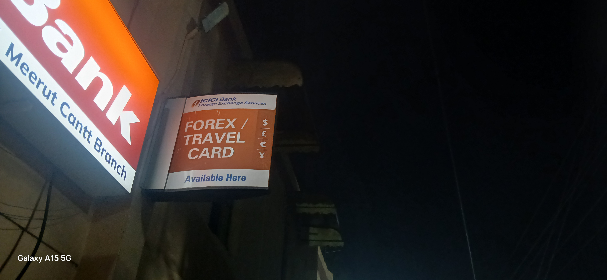 Bank
Meerut Cantt Branch
ICICI Bank
FOREX /
TRAVEL
CARD
$
£
€
¥
Available Here
Galaxy A15 5G